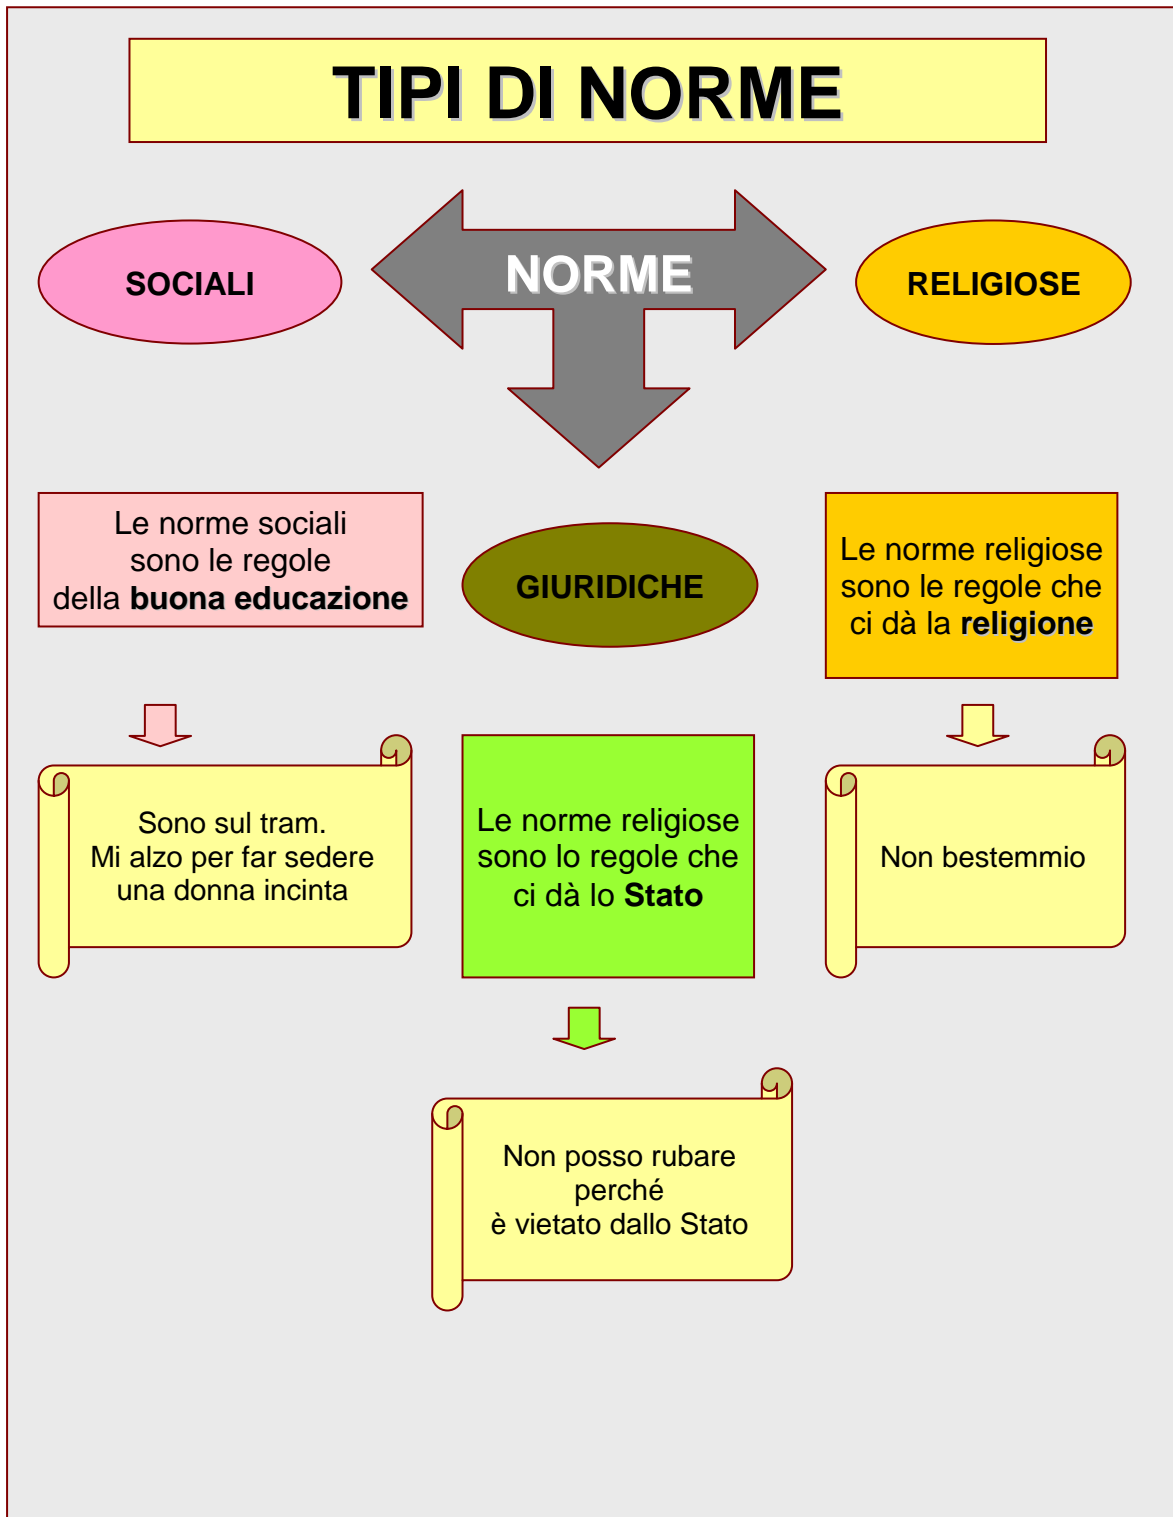 TIPI DI NORME
SOCIALI
NORME
RELIGIOSE
Le norme sociali
sono le regole
della buona educazione
GIURIDICHE
Le norme religiose
sono le regole che
ci dà la religione
Sono sul tram.
Mi alzo per far sedere
una donna incinta
Le norme religiose
sono lo regole che
ci dà lo Stato
Non bestemmio
Non posso rubare
perché
è vietato dallo Stato